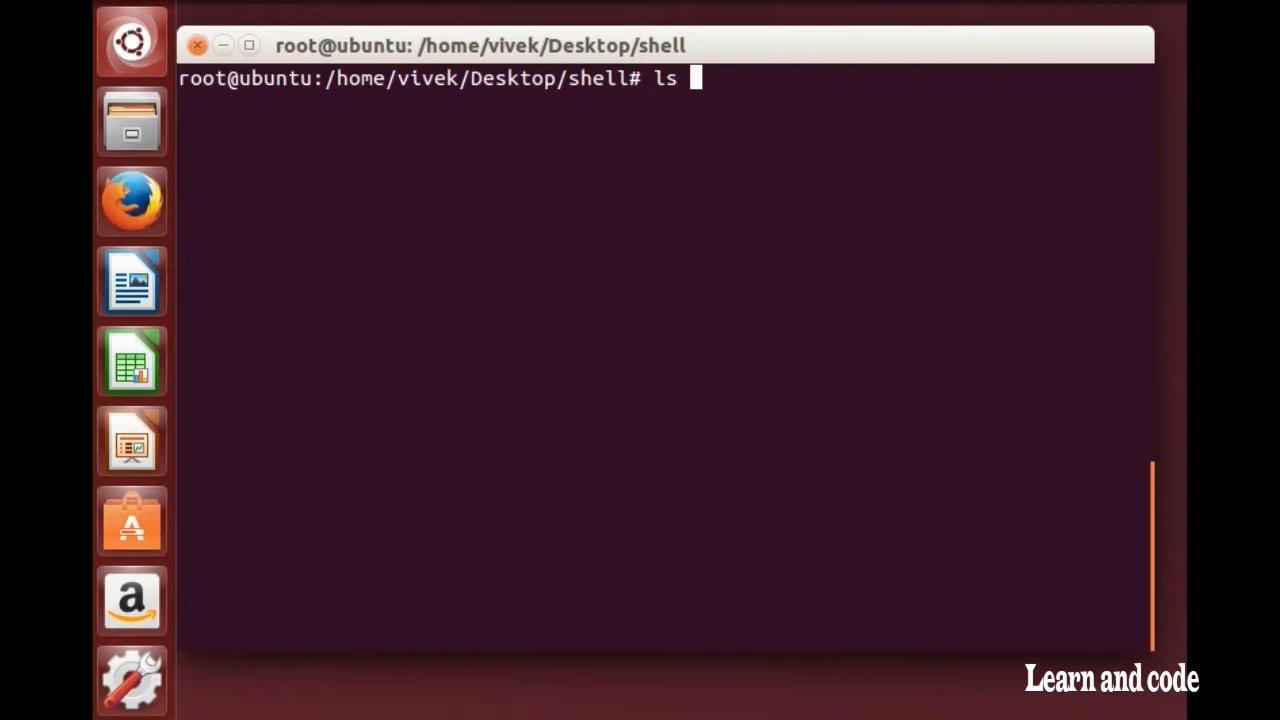 root@ubuntu: /home/vivek/Desktop/shell
root@ubuntu:/home/vivek/Desktop/shell# ls
a
Learn and code